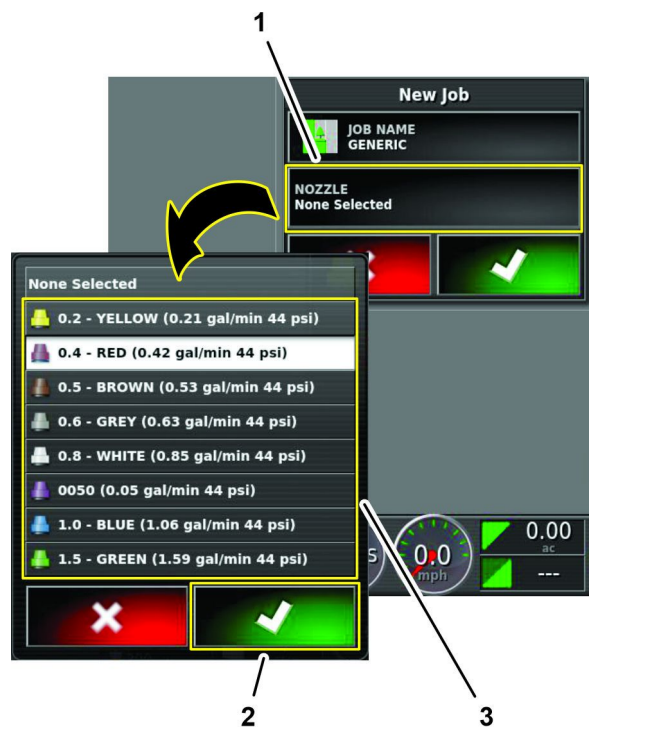 1
New Job
JOB NAME
GENERIC
NOZZLE
None Selected
None Selected
0.2 - YELLOW (0.21 gal/min 44 psi)
0.4 - RED (0.42 gal/min 44 psi)
0.5 - BROWN (0.53 gal/min 44 psi)
0.6 - GREY (0.63 gal/min 44 psi)
0.8 - WHITE (0.85 gal/min 44 psi)
0050 (0.05 gal/min 44 psi)
1.0 - BLUE (1.06 gal/min 44 psi)
1.5 - GREEN (1.59 gal/min 44 psi)
S
0.0
mph
0.00
ac
---
2
3